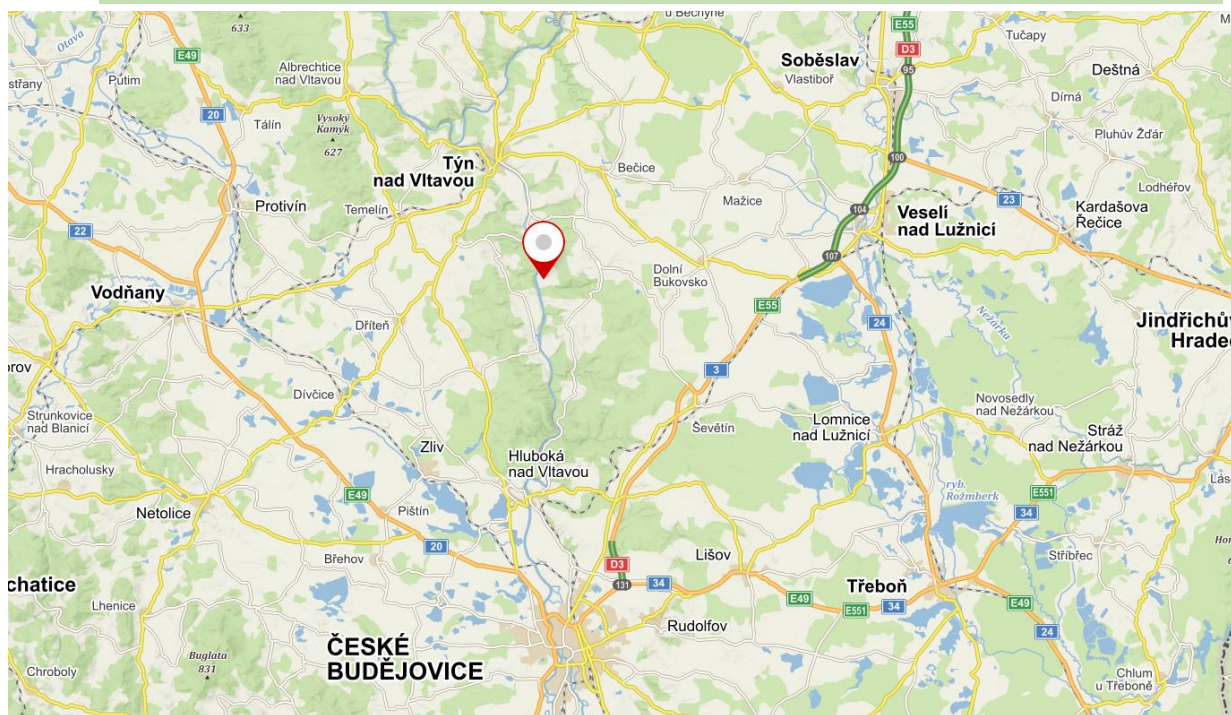 633
Otava
E49
u Bechyně
E55
D3
Tučapy
Soběslav
Vlastiboř
95
Deštná
Putim
Albrechtice
nad Vltavou
20
Tálín
Vysoký
Kamýk
627
Dírná
Pluhův Žďár
100
Týn
nad Vltavou
Bečice
Mažice
Lodhéřov
Protivín
Temelín
104
23
Veselí
nad Lužnicí
Kardašova
Řečice
22
107
Dolní
Bukovsko
Vodňany
E55
24
Nežárka
Jindřichův
Hradec
Dříteň
3
Dívčice
Novosedly
nad Nežárkou
Strunkovice
nad Blanicí
Ševětín
Lomnice
nad Lužnicí
Stráž
nad Nežárkou
Zliv
Hluboká
nad Vltavou
Hracholusky
ryb.
Rožmberk
E551
E49
34
Netolice
Pištín
20
Břehov
Stříbřec
D3
131
34
Lišov
chatice
Třeboň
E49
E551
34
E49
Lhenice
Rudolfov
24
ČESKÉ
BUDĚJOVICE
Buglata
831
Chroboly
Chlum
u Třeboně